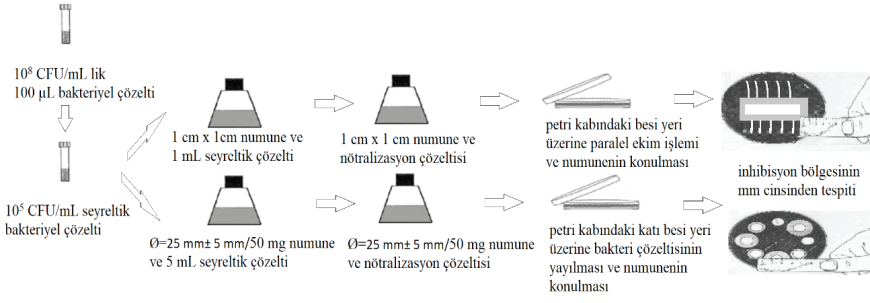 10⁸ CFU/mL lik
100 µL bakteriyel çözelti
10⁵ CFU/mL seyreltik
bakteriyel çözelti
1 cm x 1cm numune ve
1 mL seyreltik çözelti
1 cm x 1 cm numune ve
nötralizasyon çözeltisi
petri kabındaki besi yeri
üzerine paralel ekim işlemi
ve numunenin konulması
inhibisyon bölgesinin
mm cinsinden tespiti
Ø=25 mm± 5 mm/50 mg numune
ve 5 mL seyreltik çözelti
Ø=25 mm± 5 mm/50 mg numune
ve nötralizasyon çözeltisi
petri kabındaki katı besi yeri
üzerine bakteri çözeltisinin
yayılması ve numunenin
konulması